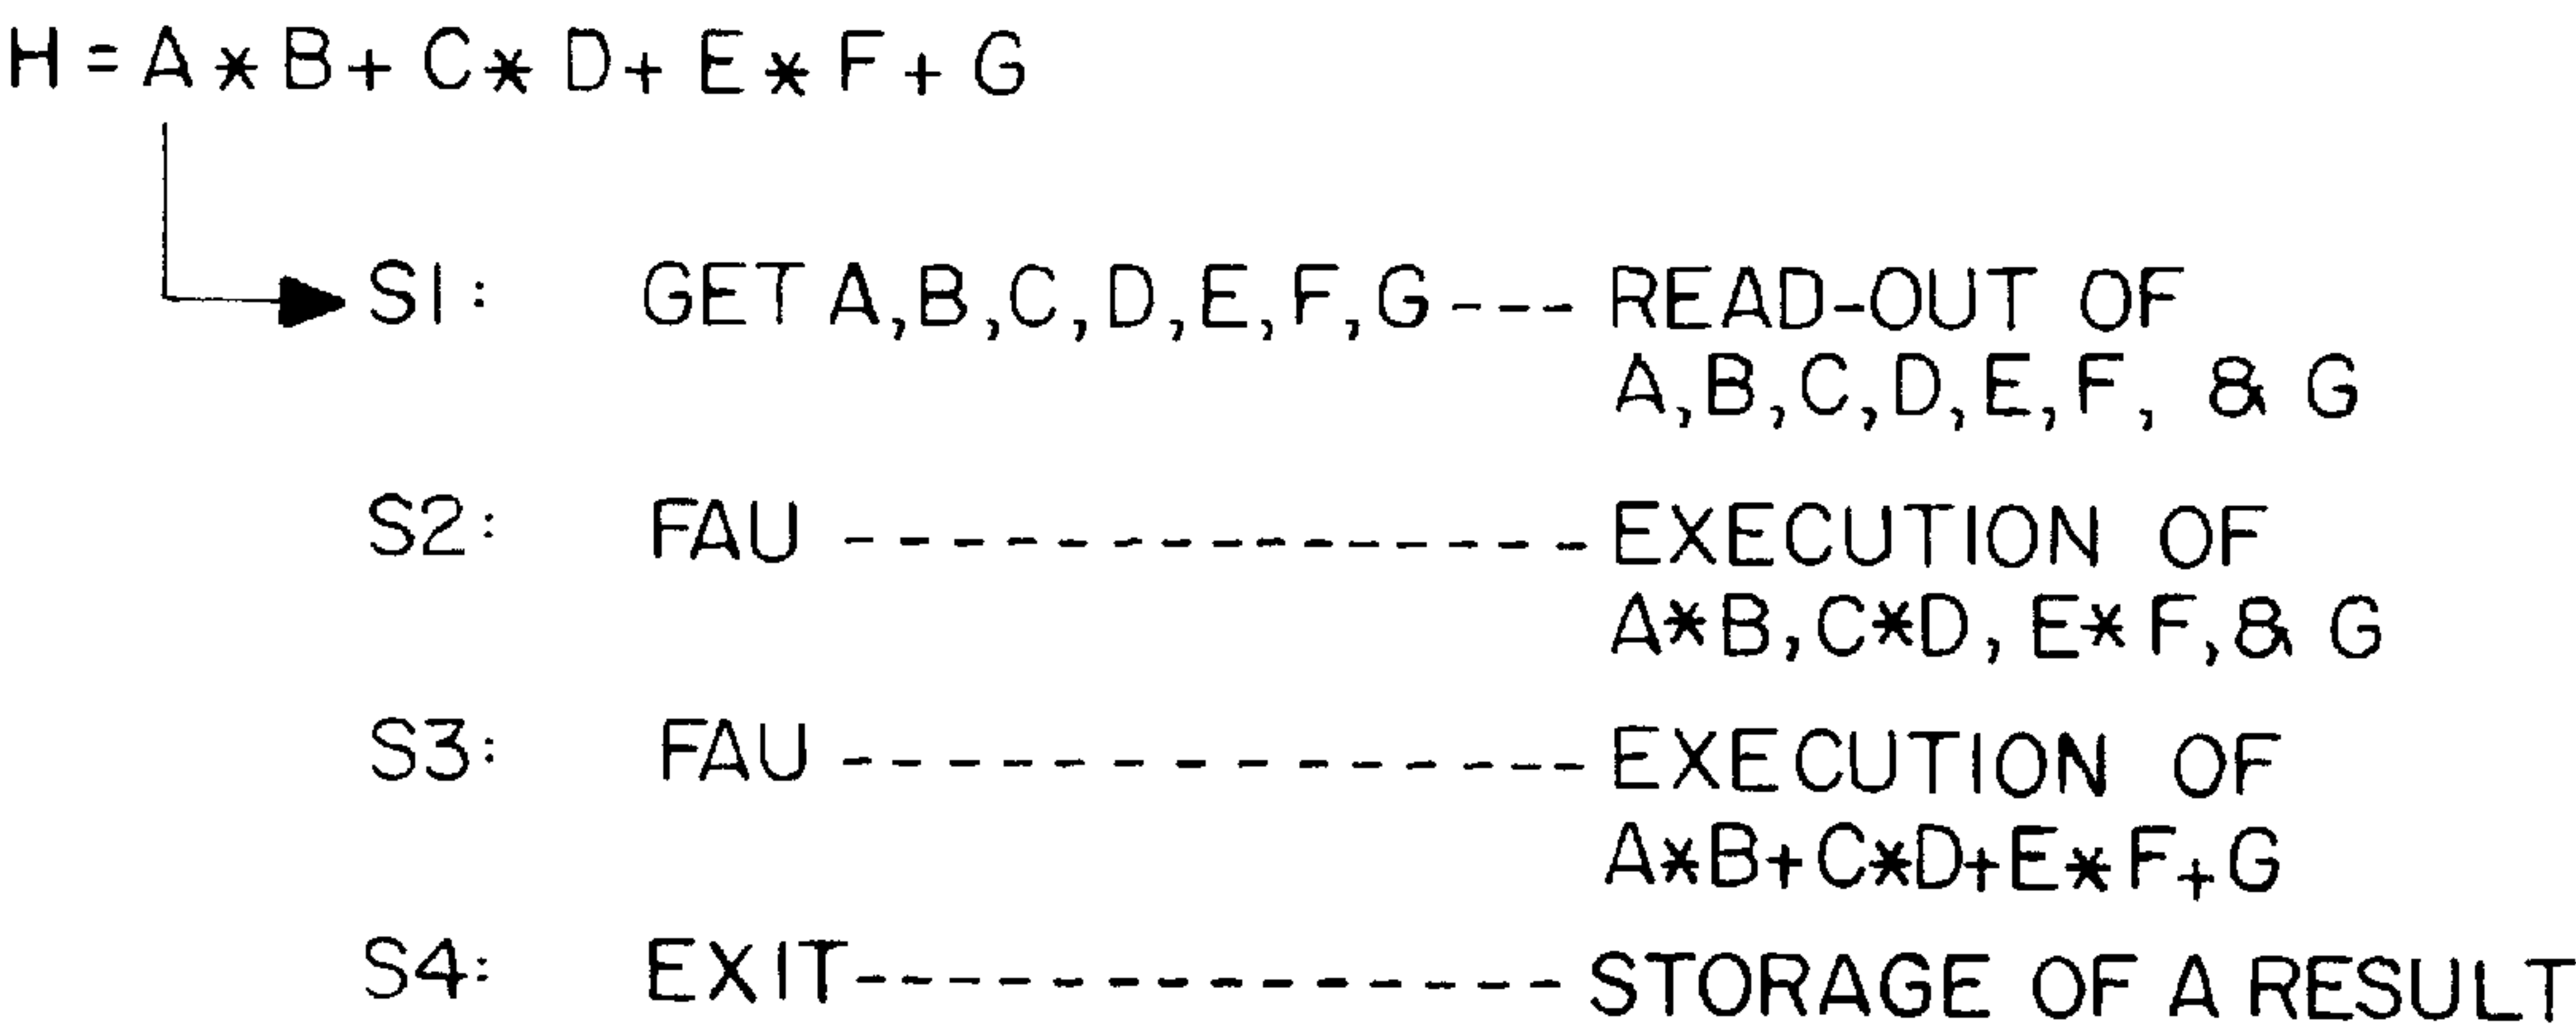 H = A * B + C * D + E * F + G
S1: GET A,B,C,D,E,F,G --- READ-OUT OF
A,B,C,D,E,F, & G
S2: FAU --------------- EXECUTION OF
A*B,C*D, E*F,& G
S3: FAU --------------- EXECUTION OF
A*B+C*D+E*F+G
S4: EXIT-------------- STORAGE OF A RESULT